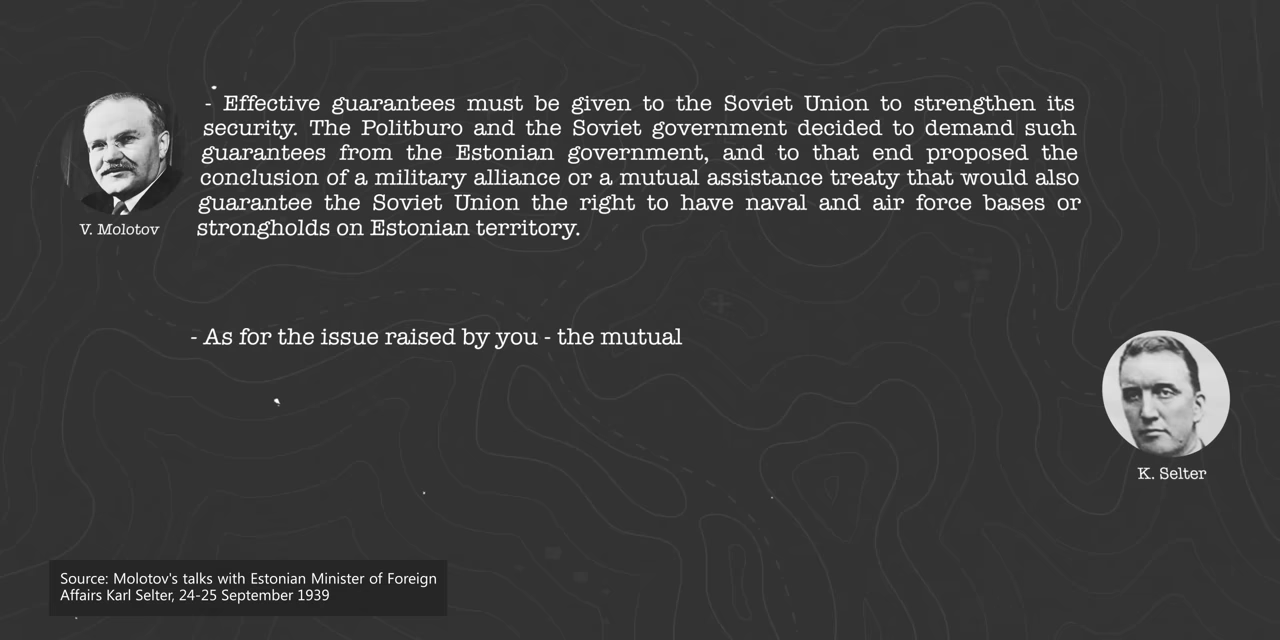 - Effective guarantees must be given to the Soviet Union to strengthen its
security. The Politburo and the Soviet government decided to demand such
guarantees from the Estonian government, and to that end proposed the
conclusion of a military alliance or a mutual assistance treaty that would also
guarantee the Soviet Union the right to have naval and air force bases or
strongholds on Estonian territory.
V. Molotov
- As for the issue raised by you - the mutual
K. Selter
Source: Molotov's talks with Estonian Minister of Foreign
Affairs Karl Selter, 24-25 September 1939